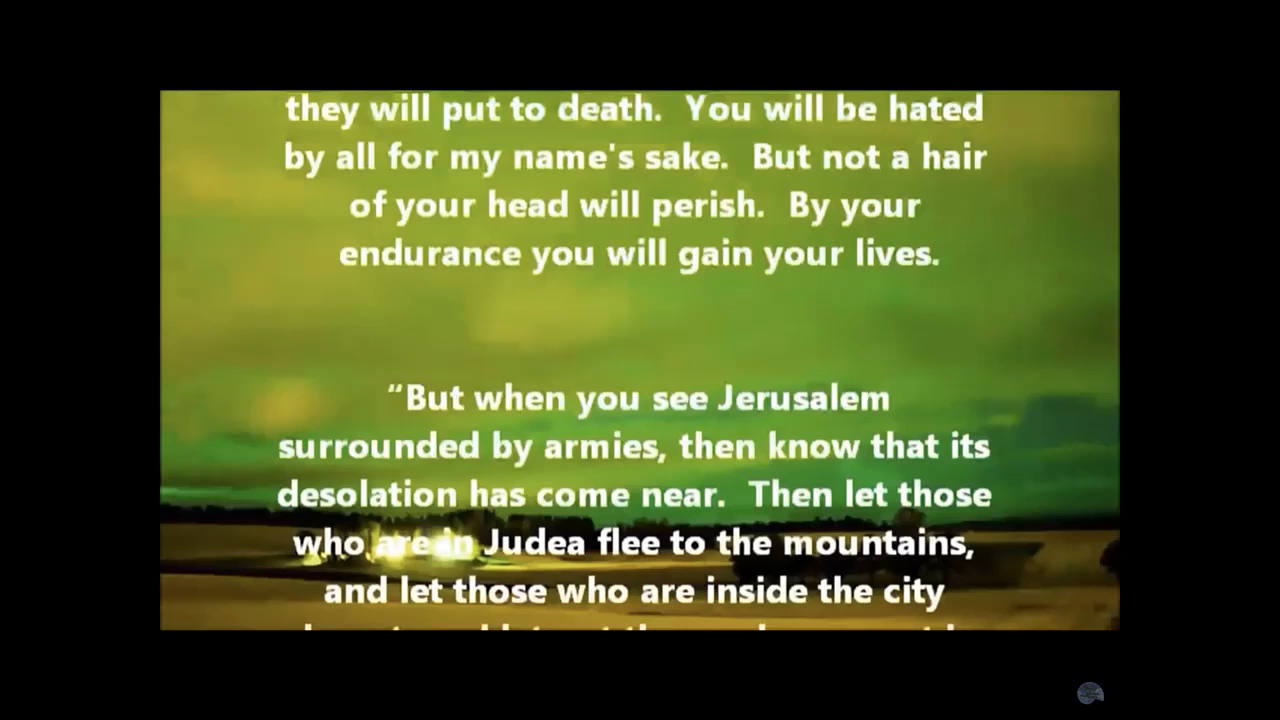 they will put to death.  You will be hated
by all for my name's sake.  But not a hair
of your head will perish.  By your
endurance you will gain your lives.
“But when you see Jerusalem
surrounded by armies, then know that its
desolation has come near.  Then let those
who are in Judea flee to the mountains,
and let those who are inside the city